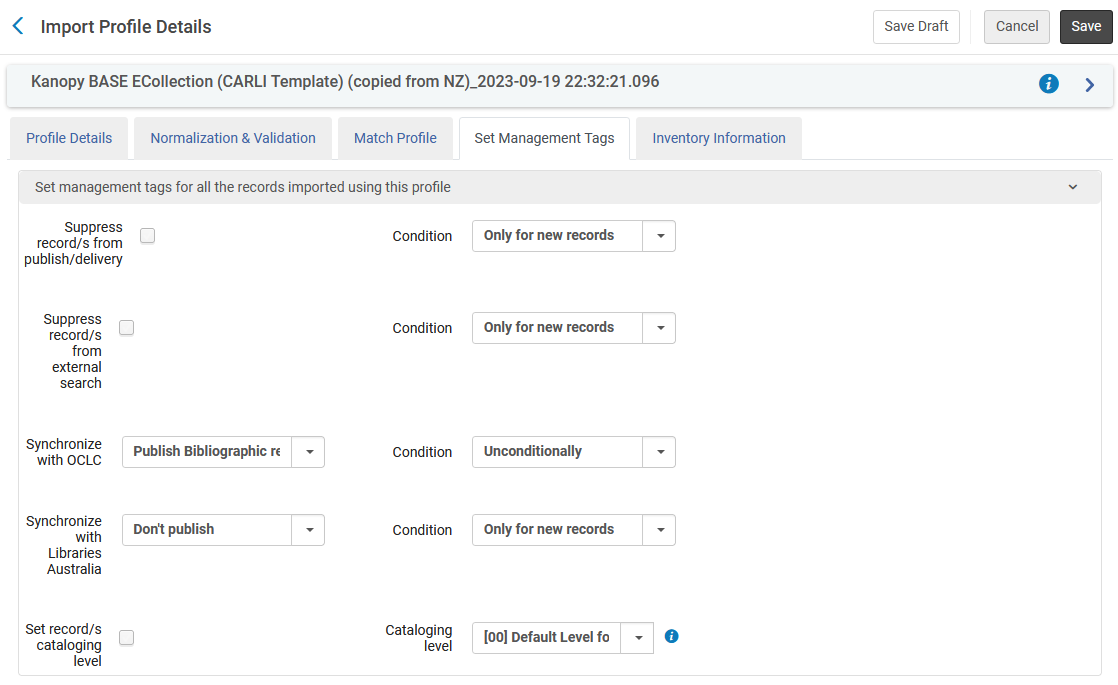 Import Profile Details
Save Draft
Cancel
Save
Kanopy BASE ECollection (CARLI Template) (copied from NZ)_2023-09-19 22:32:21.096
Profile Details
Normalization & Validation
Match Profile
Set Management Tags
Inventory Information
Set management tags for all the records imported using this profile
Suppress
record/s from
publish/delivery
Condition
Only for new records
Suppress
record/s
from
external
search
Condition
Only for new records
Synchronize
with OCLC
Publish Bibliographic re
Condition
Unconditionally
Synchronize
with
Libraries
Australia
Don't publish
Condition
Only for new records
Set record/s
cataloging
level
Cataloging
level
[00] Default Level fo